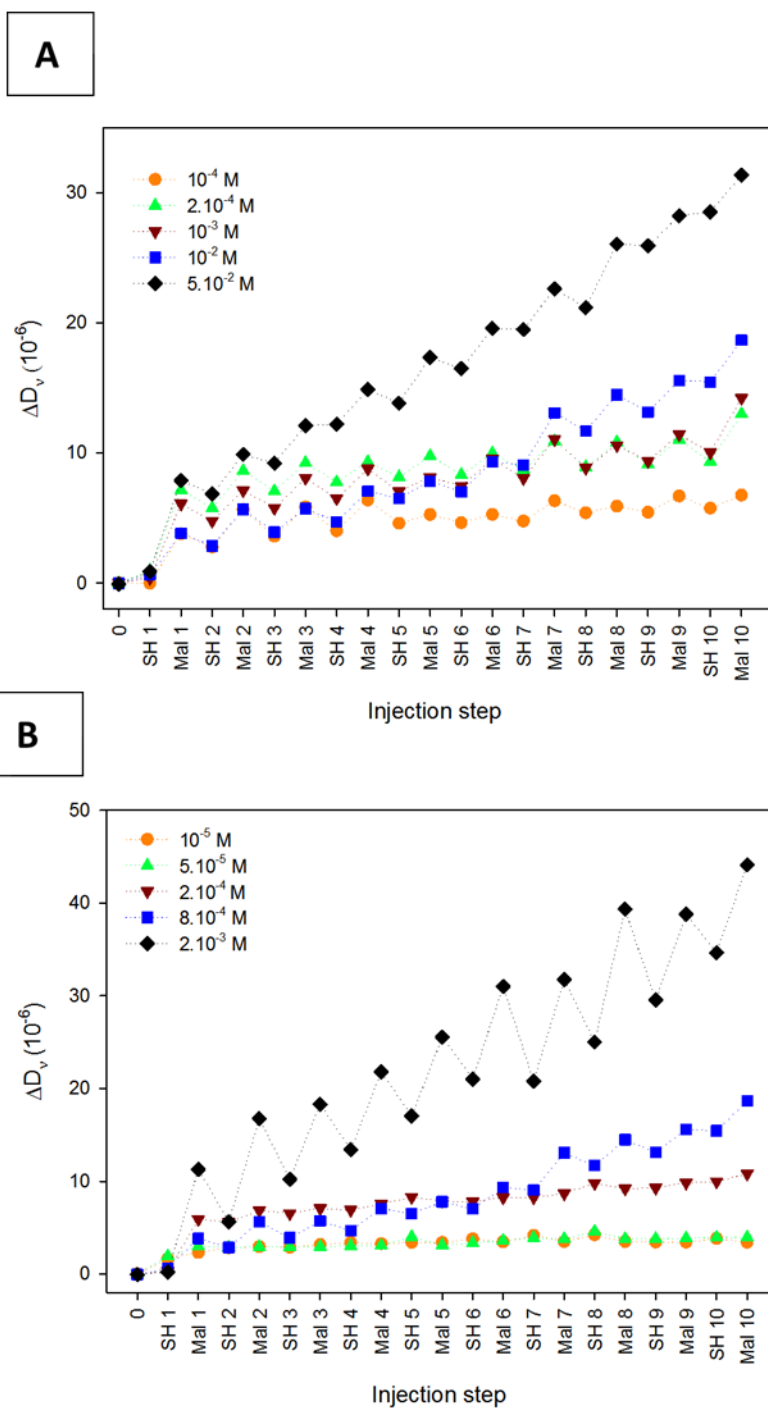 A
10⁻⁴ M
2.10⁻⁴ M
10⁻³ M
10⁻² M
5.10⁻² M
ΔDᵥ (10⁻⁶)
30
20
10
0
0 SH 1 Mal 1 SH 2 Mal 2 SH 3 Mal 3 SH 4 Mal 4 SH 5 Mal 5 SH 6 Mal 6 SH 7 Mal 7 SH 8 Mal 8 SH 9 Mal 9 SH 10 Mal 10
Injection step
B
10⁻⁵ M
5.10⁻⁵ M
2.10⁻⁴ M
8.10⁻⁴ M
2.10⁻³ M
ΔDᵥ (10⁻⁶)
50
40
30
20
10
0
0 SH 1 Mal 1 SH 2 Mal 2 SH 3 Mal 3 SH 4 Mal 4 SH 5 Mal 5 SH 6 Mal 6 SH 7 Mal 7 SH 8 Mal 8 SH 9 Mal 9 SH 10 Mal 10
Injection step